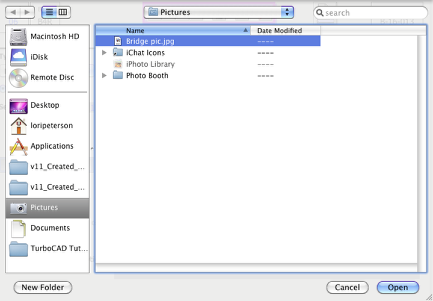 Pictures
search
Macintosh HD
iDisk
Remote Disc
Desktop
loripeterson
Applications
v11_Created_...
v11_Created_...
Pictures
Documents
TurboCAD Tut...
Name Date Modified
Bridge pic.jpg ----
iChat Icons ----
iPhoto Library ----
Photo Booth ----
New Folder Cancel Open